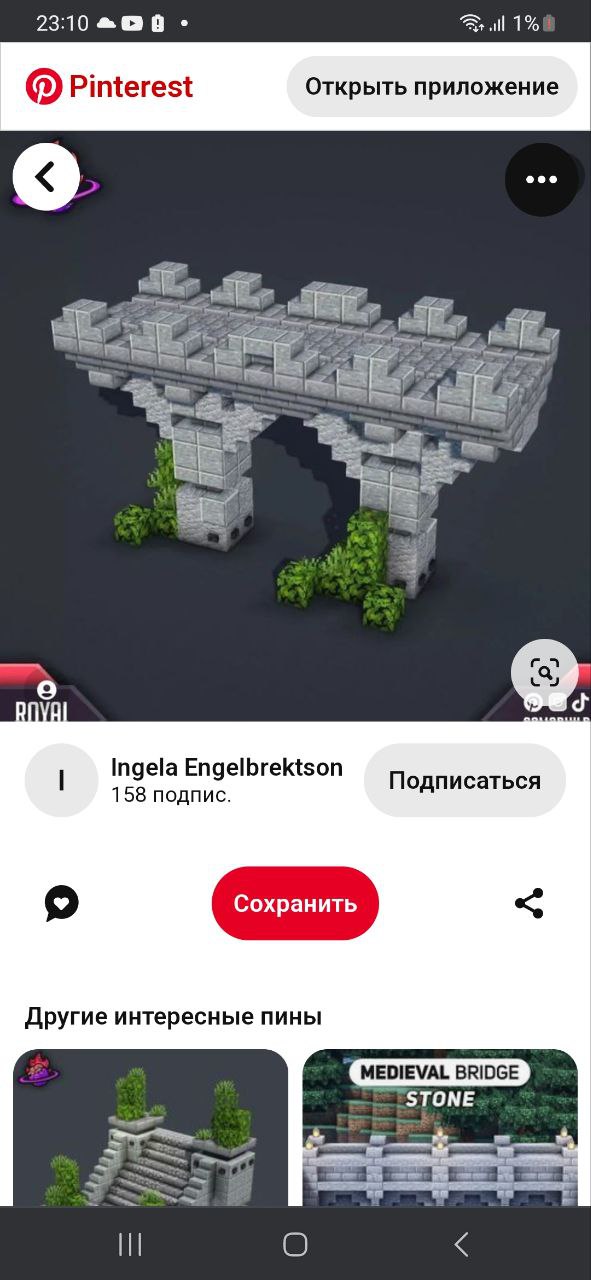 23:10
1%
Pinterest
Открыть приложение
ROYAL
Ingela Engelbrektson
158 подпис.
I
Подписаться
Сохранить
Другие интересные пины
MEDIEVAL BRIDGE
STONE